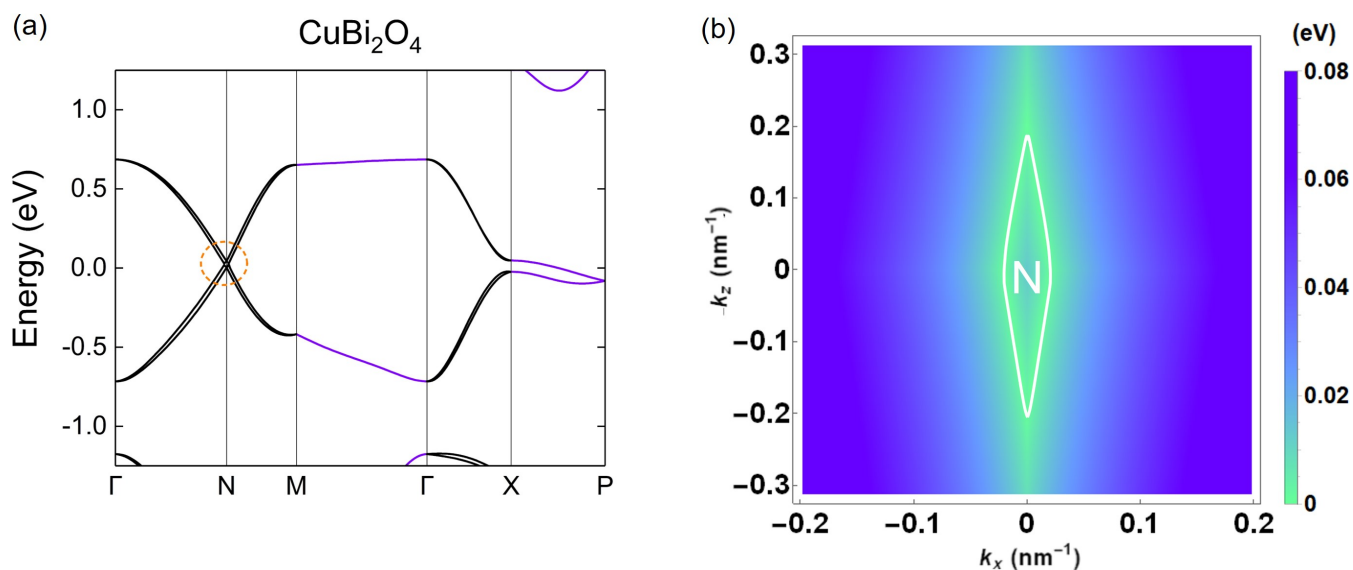 (a)
CuBi₂O₄
Energy (eV)
1.0
0.5
0.0
-0.5
-1.0
Γ N M Γ X P
(b)
(eV)
0.3
0.2
0.1
0
−0.1
−0.2
−0.3
k_z (nm⁻¹)
N
−0.2 −0.1 0 0.1 0.2
k_x (nm⁻¹)
0.08
0.06
0.04
0.02
0